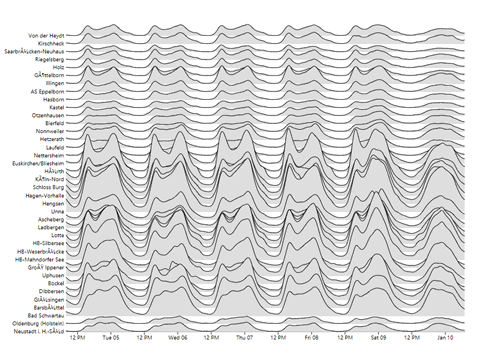 Von der Heydt
Kirschheck
SaarbrÃ¼cken-Neuhaus
Riegelsberg
Holz
GÃ¶ttelborn
Illingen
AS Eppelborn
Hasborn
Kastel
Otzenhausen
Bierfeld
Nonnweiler
Hetzerath
Laufeld
Nettersheim
Euskirchen/Bliesheim
HÃ¼rth
KÃ¶ln-Nord
Schloss Burg
Hagen-Vorhalle
Hengsen
Unna
Ascheberg
Ladbergen
Lotte
HB-Silbersee
HB-WeserbrÃ¼cke
HB-Mahndorfer See
GroÃŸ Ippener
Uphusen
Bockel
Dibbersen
GlÃ¼singen
BarsbÃ¼ttel
Bad Schwartau
Oldenburg (Holstein)
Neustadt i. H.-SÃ¼d
12 PM Tue 05 12 PM Wed 06 12 PM Thu 07 12 PM Fri 08 12 PM Sat 09 12 PM Jan 10